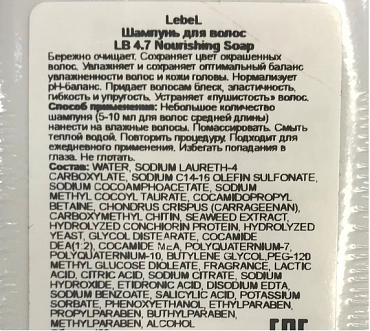 LebeL
Шампунь для волос
LB 4.7 Nourishing Soap
Бережно очищает. Сохраняет цвет окрашенных
волос. Увлажняет и сохраняет оптимальный баланс
увлажненности волос и кожи головы. Нормализует
pH-баланс. Придает волосам блеск, эластичность,
гибкость и упругость. Устраняет «пушистость» волос.
Способ применения: Небольшое количество
шампуня (5-10 мл для волос средней длины)
нанести на влажные волосы. Помассировать. Смыть
теплой водой. Повторить процедуру. Подходит для
ежедневного применения. Избегать попадания в
глаза. Не глотать.
Состав: WATER, SODIUM LAURETH-4
CARBOXYLATE, SODIUM C14-16 OLEFIN SULFONATE,
SODIUM COCOAMPHOACETATE, SODIUM
METHYL COCOYL TAURATE, COCAMIDOPROPYL
BETAINE, CHONDRUS CRISPUS (CARRAGEENAN),
CARBOXYMETHYL CHITIN, SEAWEED EXTRACT,
HYDROLYZED CONCHIORIN PROTEIN, HYDROLYZED
YEAST, GLYCOL DISTEARATE, COCAMIDE
DEA(1:2), COCAMIDE MEA, POLYQUATERNIUM-7,
POLYQUATERNIUM-10, BUTYLENE GLYCOL,PEG-120
METHYL GLUCOSE DIOLEATE, FRAGRANCE, LACTIC
ACID, CITRIC ACID, SODIUM CITRATE, SODIUM
HYDROXIDE, ETIDRONIC ACID, DISODIUM EDTA,
SODIUM BENZOATE, SALICYLIC ACID, POTASSIUM
SORBATE, PHENOXYETHANOL, ETHYLPARABEN,
PROPYLPARABEN, BUTHYLPARABEN,
METHYLPARABEN, ALCOHOL
EAC